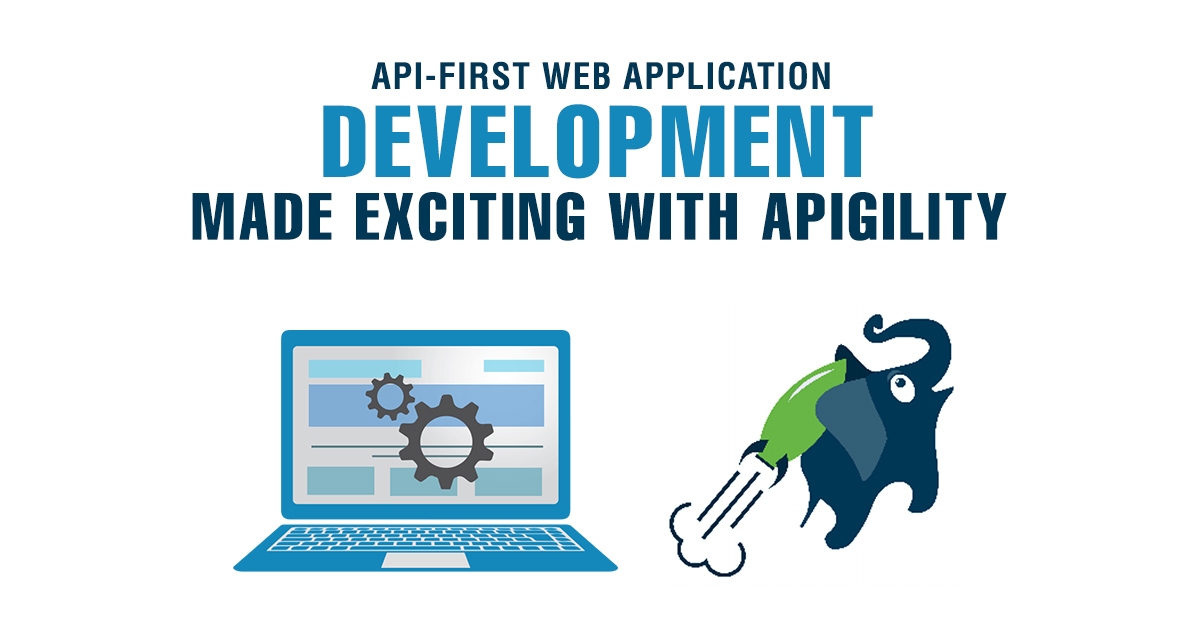 API-FIRST WEB APPLICATION
DEVELOPMENT
MADE EXCITING WITH APIGILITY